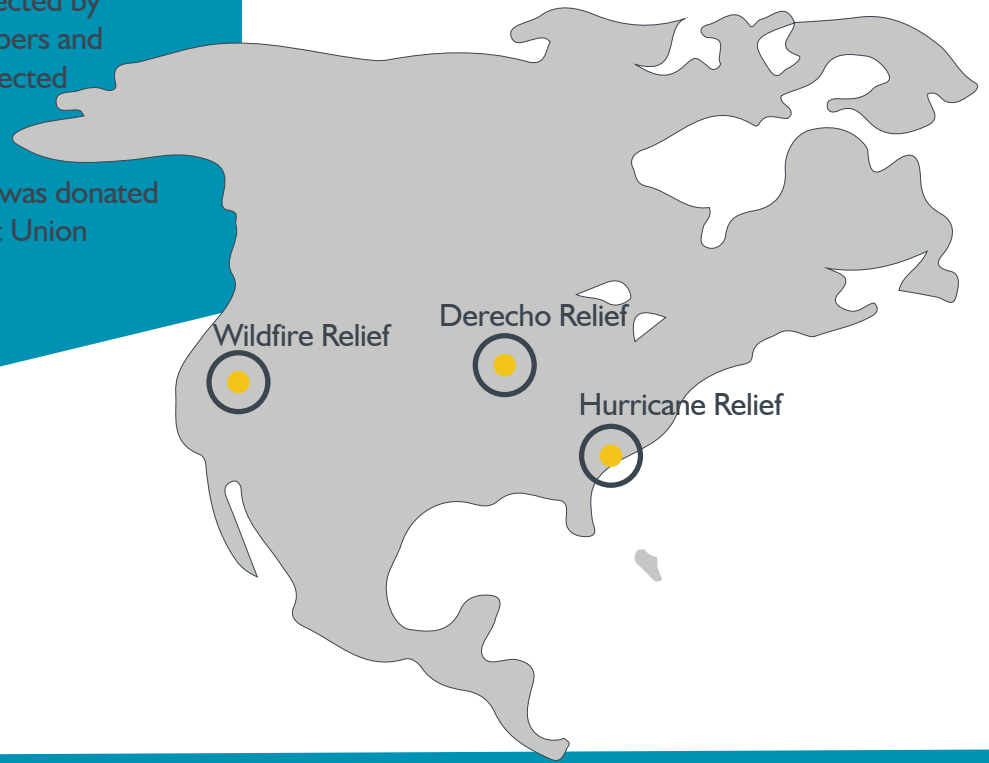 ected by
bers and
ected
was donated
Union
Wildfire Relief
Derecho Relief
Hurricane Relief